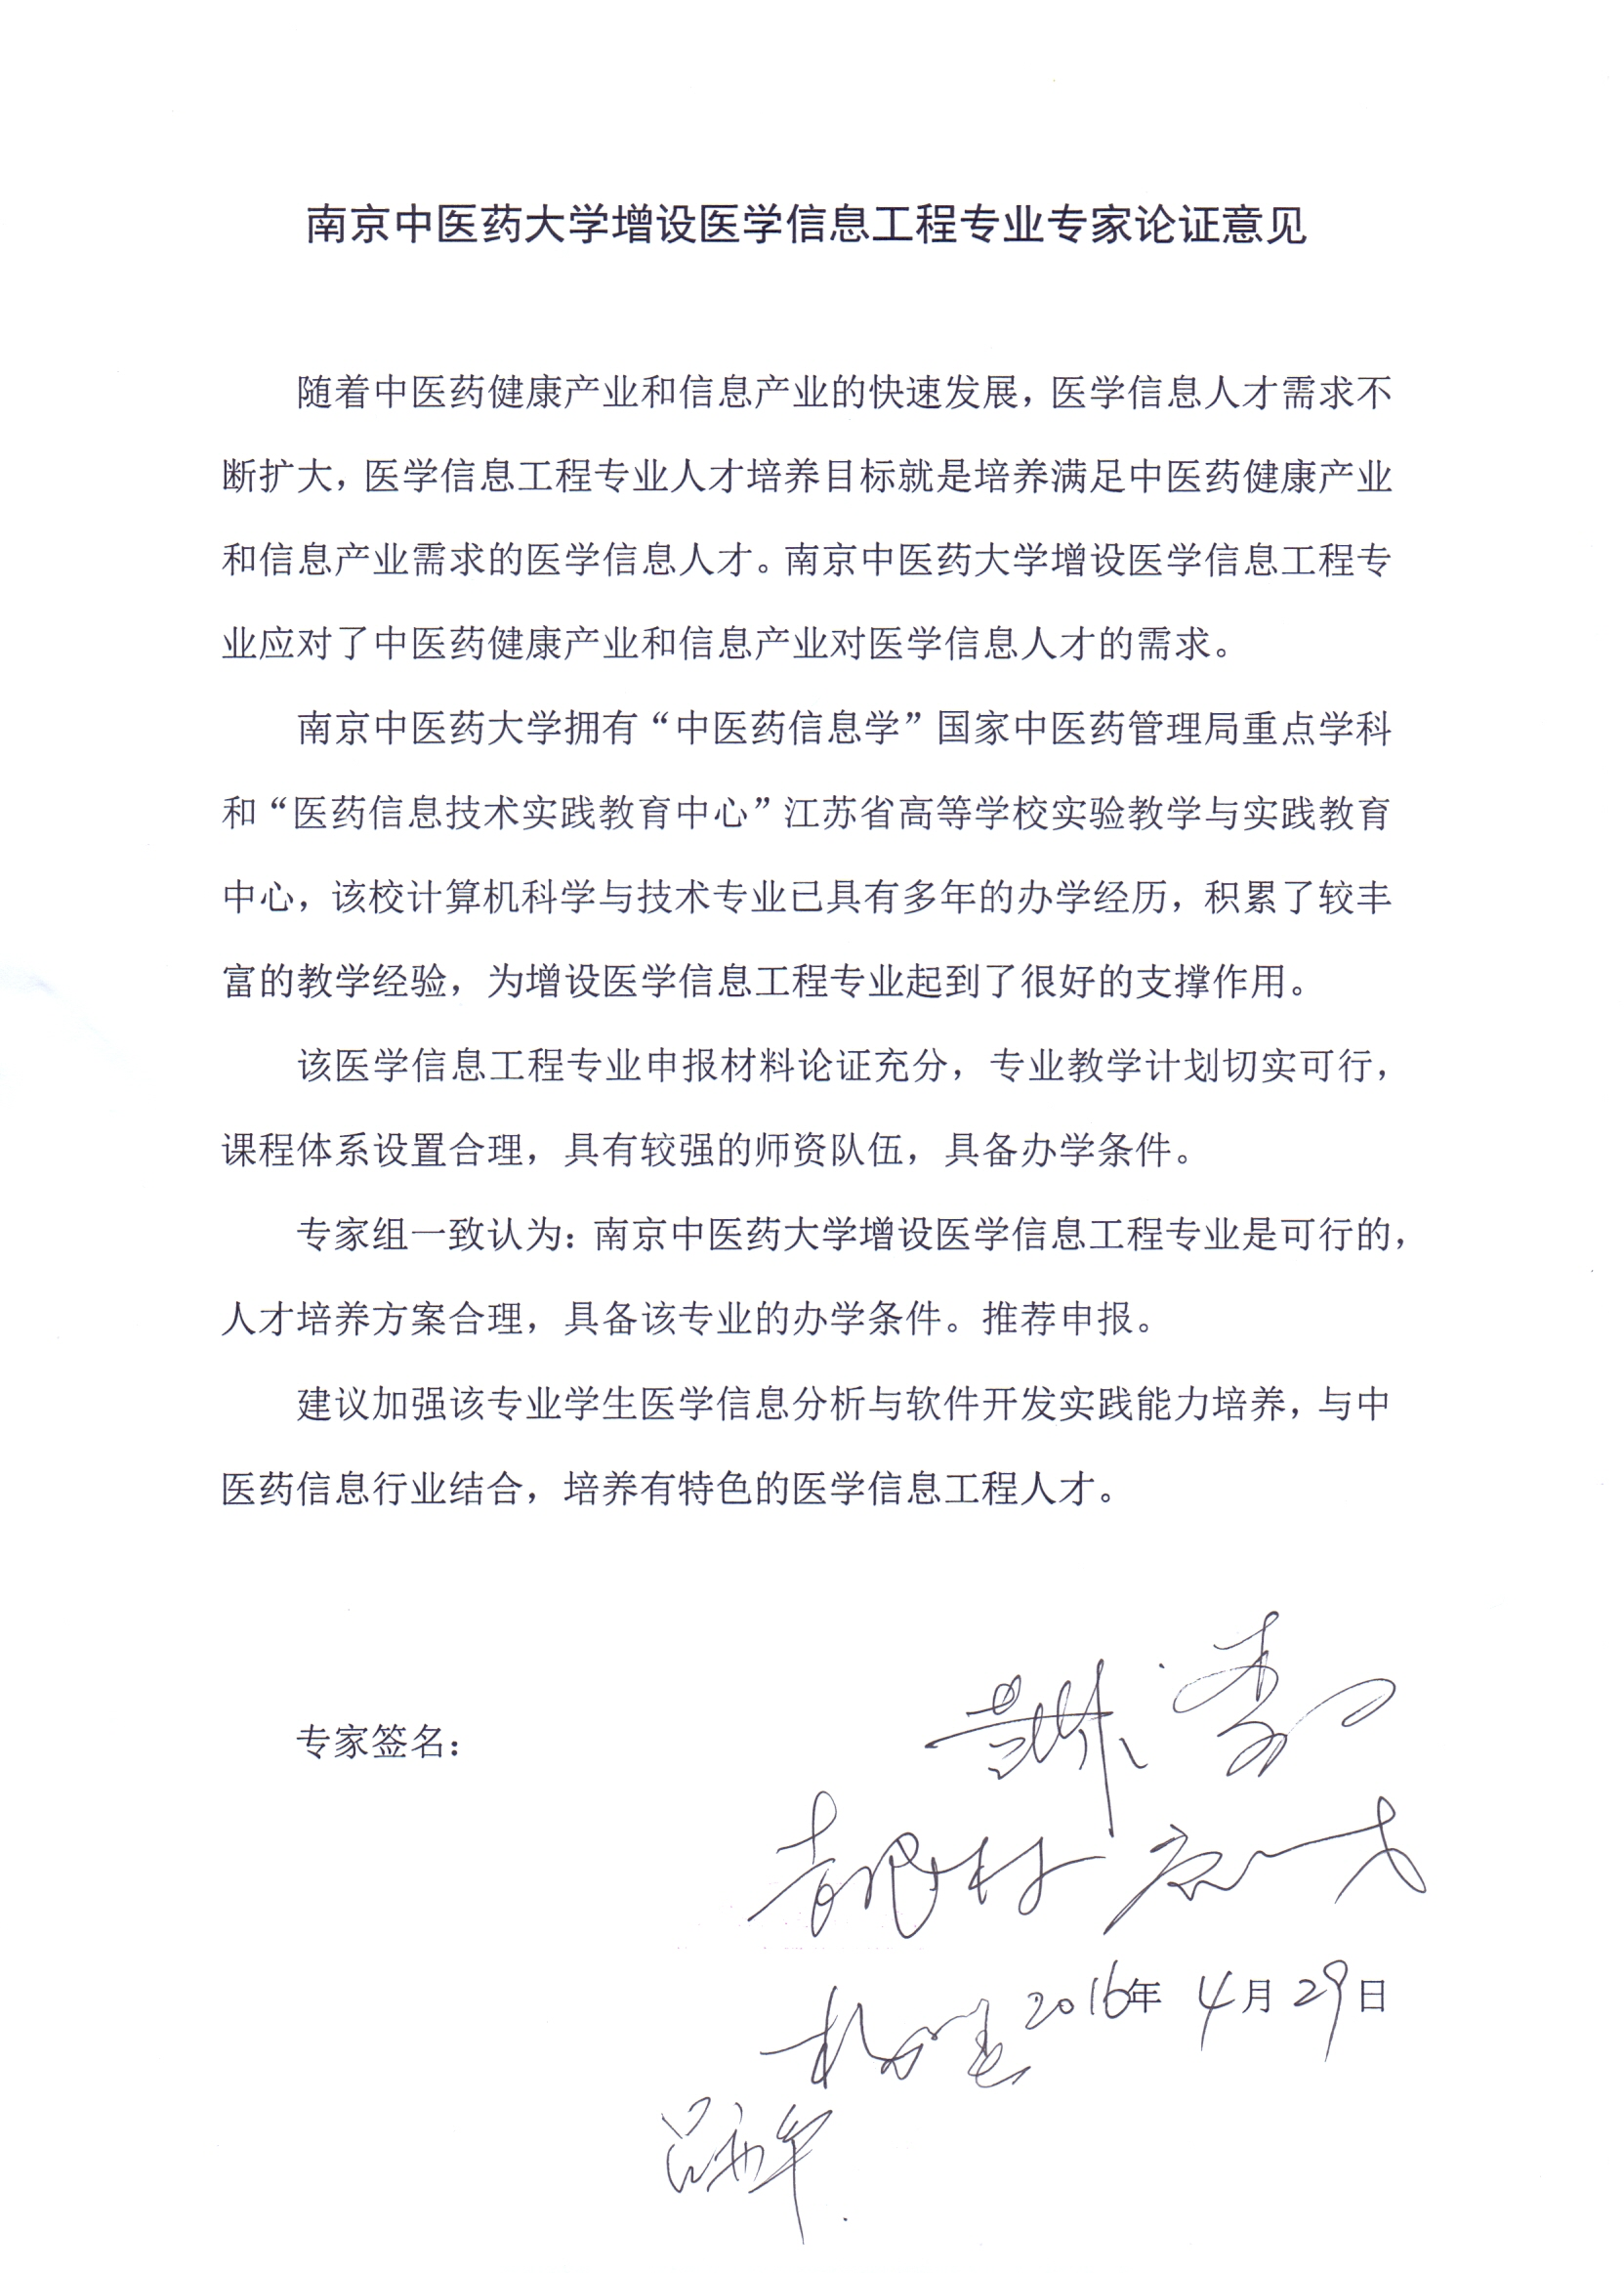 南京中医药大学增设医学信息工程专业专家论证意见
随着中医药健康产业和信息产业的快速发展，医学信息人才需求不
断扩大，医学信息工程专业人才培养目标就是培养满足中医药健康产业
和信息产业需求的医学信息人才。南京中医药大学增设医学信息工程专
业应对了中医药健康产业和信息产业对医学信息人才的需求。
南京中医药大学拥有“中医药信息学”国家中医药管理局重点学科
和“医药信息技术实践教育中心”江苏省高等学校实验教学与实践教育
中心，该校计算机科学与技术专业已具有多年的办学经历，积累了较丰
富的教学经验，为增设医学信息工程专业起到了很好的支撑作用。
该医学信息工程专业申报材料论证充分，专业教学计划切实可行，
课程体系设置合理，具有较强的师资队伍，具备办学条件。
专家组一致认为：南京中医药大学增设医学信息工程专业是可行的，
人才培养方案合理，具备该专业的办学条件。推荐申报。
建议加强该专业学生医学信息分析与软件开发实践能力培养，与中
医药信息行业结合，培养有特色的医学信息工程人才。
专家签名：
2016年 4月 29日